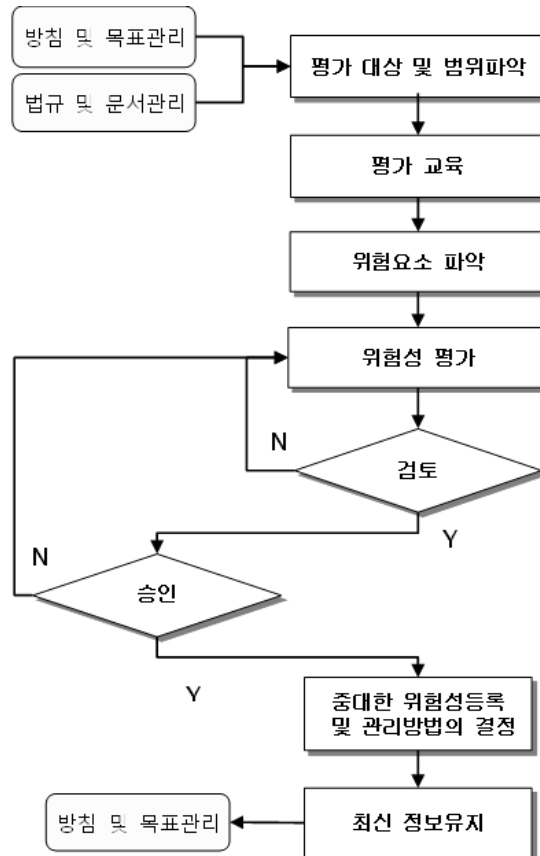 방침 및 목표관리
법규 및 문서관리
평가 대상 및 범위파악
평가 교육
위험요소 파악
위험성 평가
N
검토
Y
N
승인
Y
중대한 위험성등록
및 관리방법의 결정
방침 및 목표관리
최신 정보유지